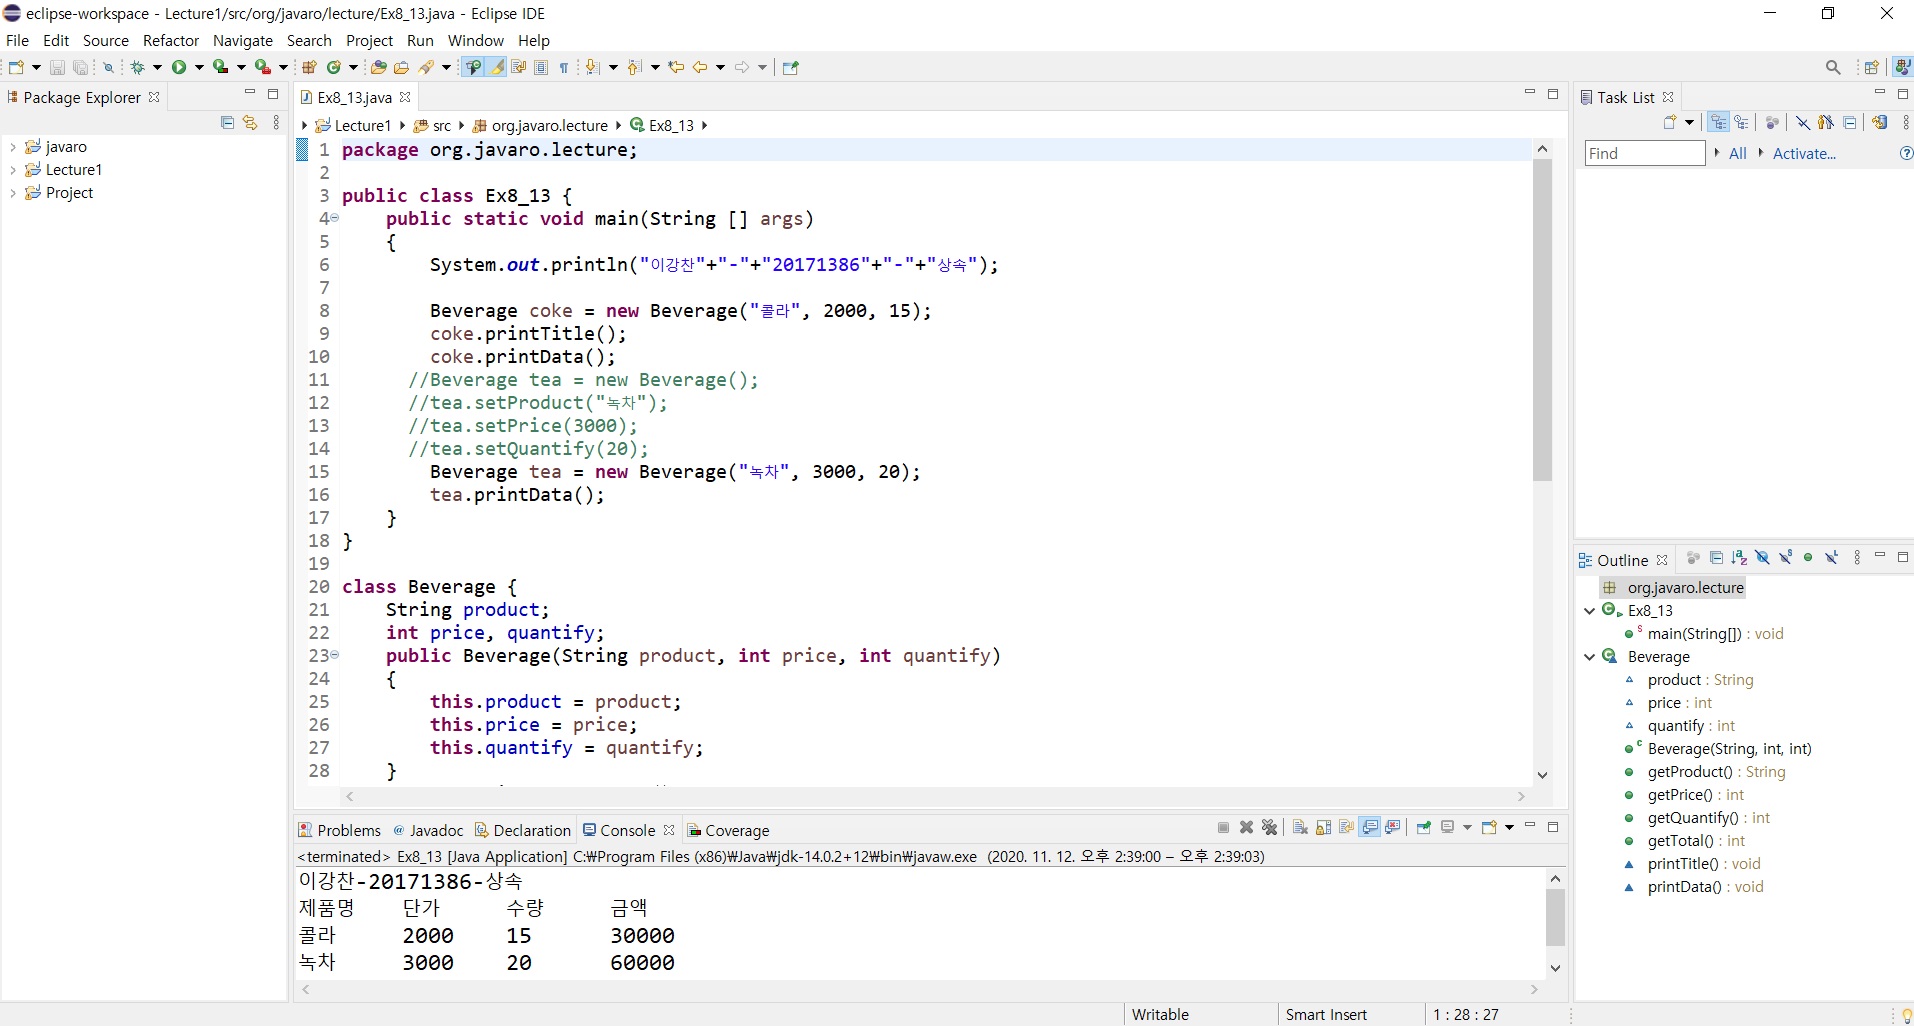 eclipse-workspace - Lecture1/src/org/javaro/lecture/Ex8_13.java - Eclipse IDE
File Edit Source Refactor Navigate Search Project Run Window Help
Package Explorer
javaro
Lecture1
Project
Ex8_13.java
Lecture1 src org.javaro.lecture Ex8_13
1 package org.javaro.lecture;
2
3 public class Ex8_13 {
4 public static void main(String [] args)
5 {
6 System.out.println("이강찬"+"-"+"20171386"+"-"+"상속");
7
8 Beverage coke = new Beverage("콜라", 2000, 15);
9 coke.printTitle();
10 coke.printData();
11 //Beverage tea = new Beverage();
12 //tea.setProduct("녹차");
13 //tea.setPrice(3000);
14 //tea.setQuantify(20);
15 Beverage tea = new Beverage("녹차", 3000, 20);
16 tea.printData();
17 }
18 }
19
20 class Beverage {
21 String product;
22 int price, quantify;
23 public Beverage(String product, int price, int quantify)
24 {
25 this.product = product;
26 this.price = price;
27 this.quantify = quantify;
28 }
Problems @ Javadoc Declaration Console Coverage
<terminated> Ex8_13 [Java Application] C:₩Program Files (x86)₩Java₩jdk-14.0.2+12₩bin₩javaw.exe (2020. 11. 12. 오후 2:39:00 – 오후 2:39:03)
이강찬-20171386-상속
제품명 단가 수량 금액
콜라 2000 15 30000
녹차 3000 20 60000
Task List
Find All Activate...
Outline
org.javaro.lecture
Ex8_13
main(String[]) : void
Beverage
product : String
price : int
quantify : int
Beverage(String, int, int)
getProduct() : String
getPrice() : int
getQuantify() : int
getTotal() : int
printTitle() : void
printData() : void
Writable Smart Insert 1 : 28 : 27